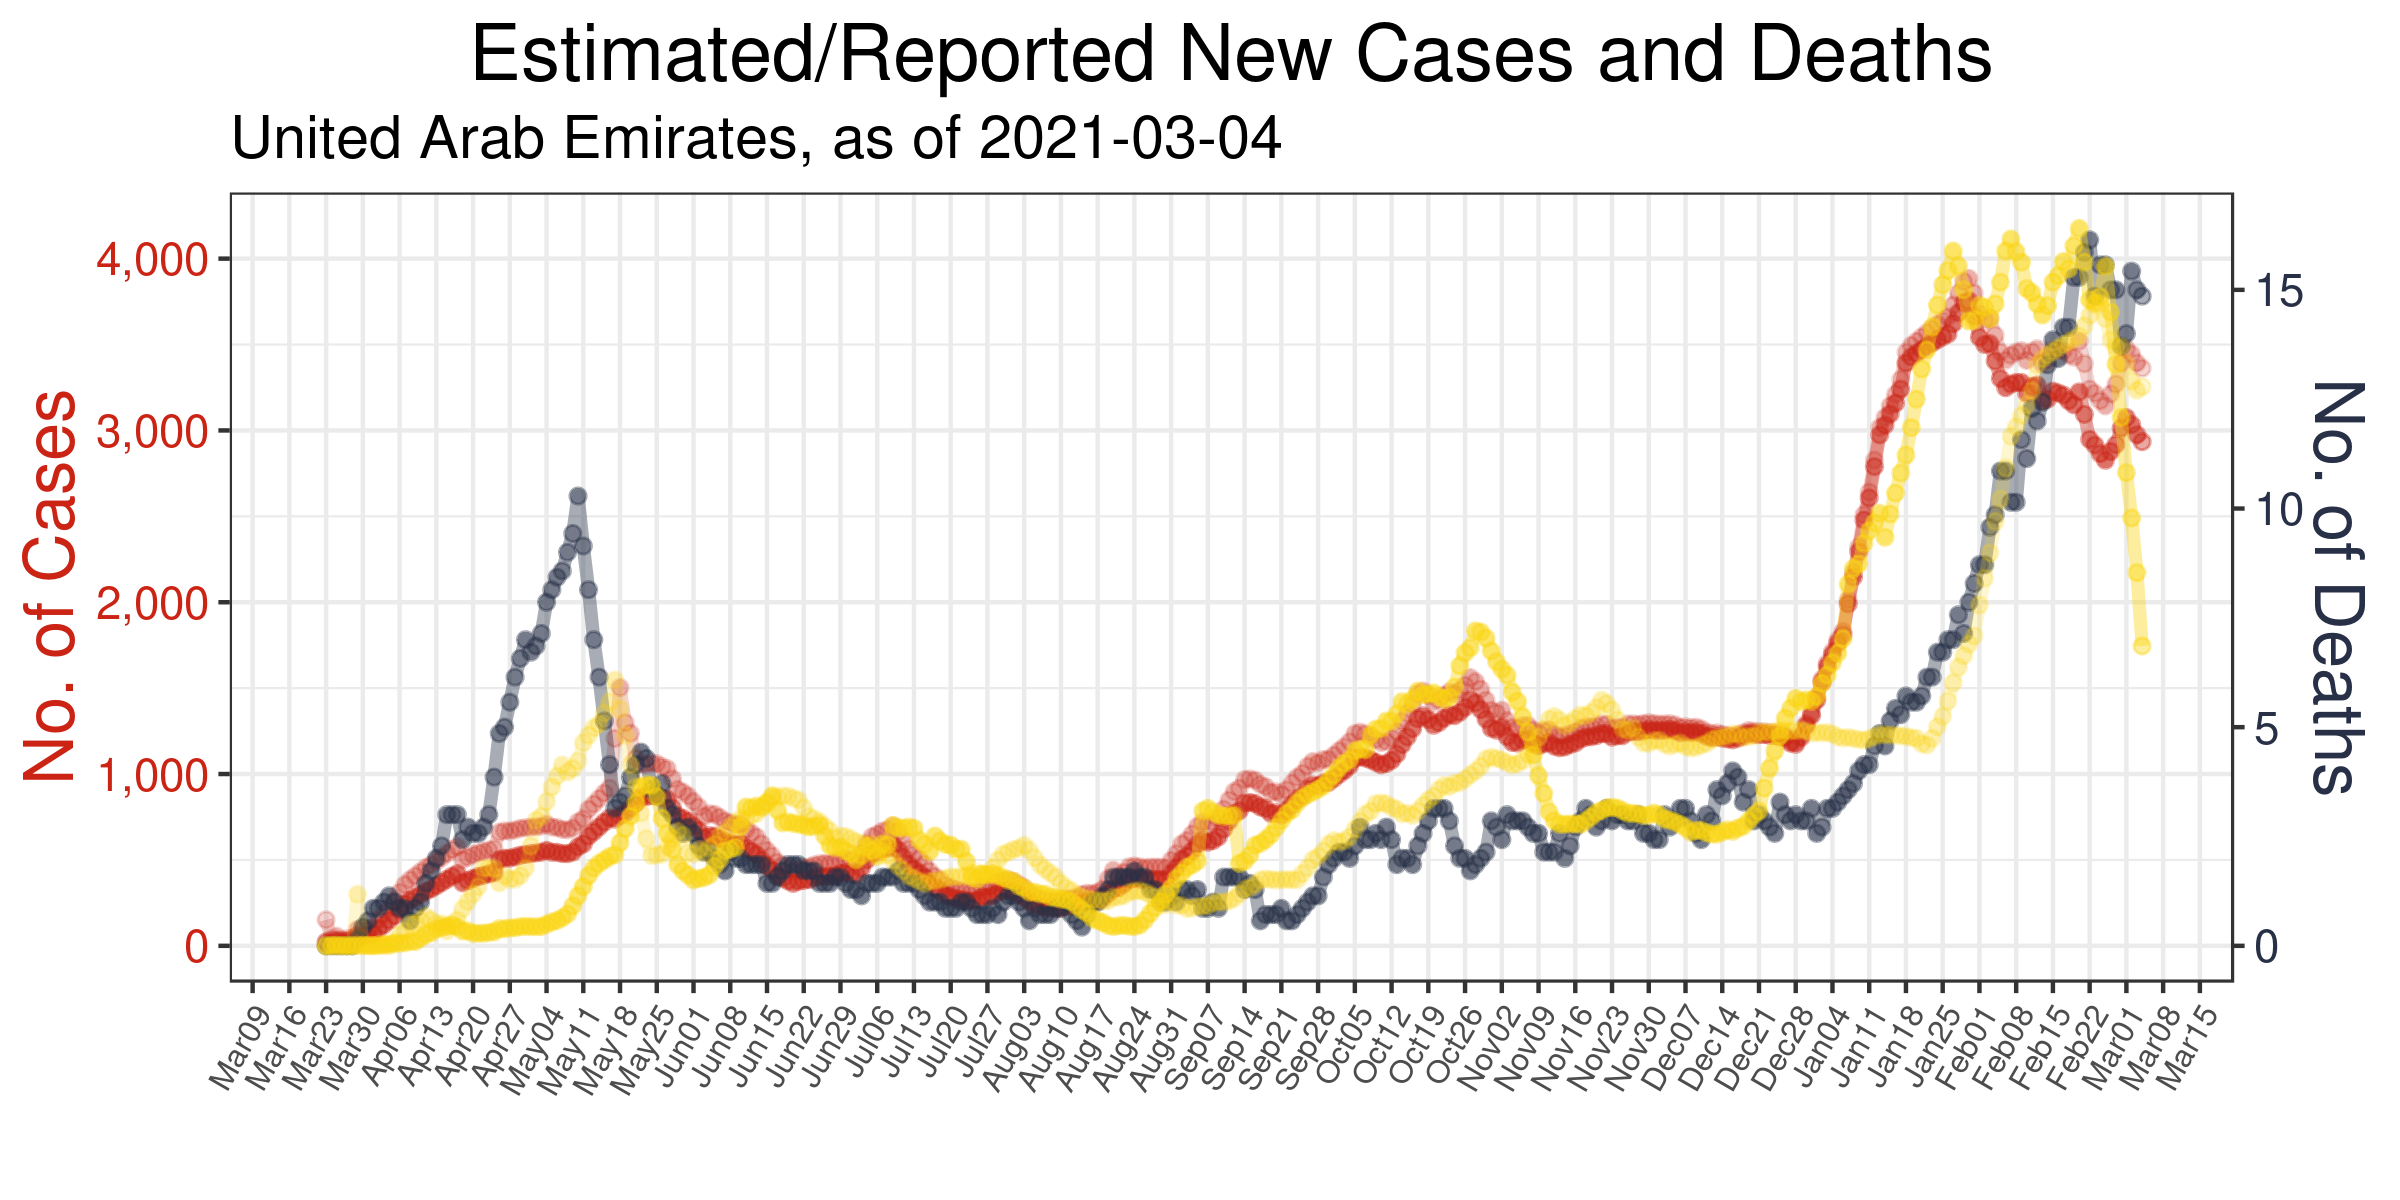 Estimated/Reported New Cases and Deaths
United Arab Emirates, as of 2021-03-04
No. of Cases
4,000
3,000
2,000
1,000
0
15
10
5
0
No. of Deaths
Mar09
Mar16
Mar23
Mar30
Apr06
Apr13
Apr20
Apr27
May04
May11
May18
May25
Jun01
Jun08
Jun15
Jun22
Jun29
Jul06
Jul13
Jul20
Jul27
Aug03
Aug10
Aug17
Aug24
Aug31
Sep07
Sep14
Sep21
Sep28
Oct05
Oct12
Oct19
Oct26
Nov02
Nov09
Nov16
Nov23
Nov30
Dec07
Dec14
Dec21
Dec28
Jan04
Jan11
Jan18
Jan25
Feb01
Feb08
Feb15
Feb22
Mar01
Mar08
Mar15